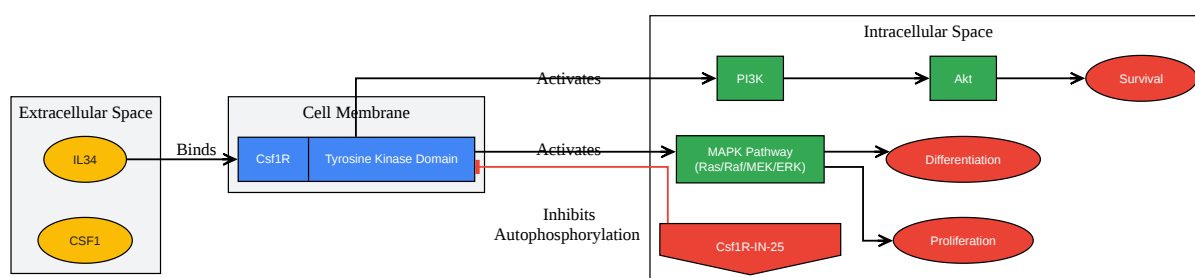 Extracellular Space
IL34
CSF1
Binds
Cell Membrane
Csf1R
Tyrosine Kinase Domain
Activates
Activates
Inhibits
Autophosphorylation
Intracellular Space
PI3K
Akt
Survival
MAPK Pathway
(Ras/Raf/MEK/ERK)
Differentiation
Csf1R-IN-25
Proliferation